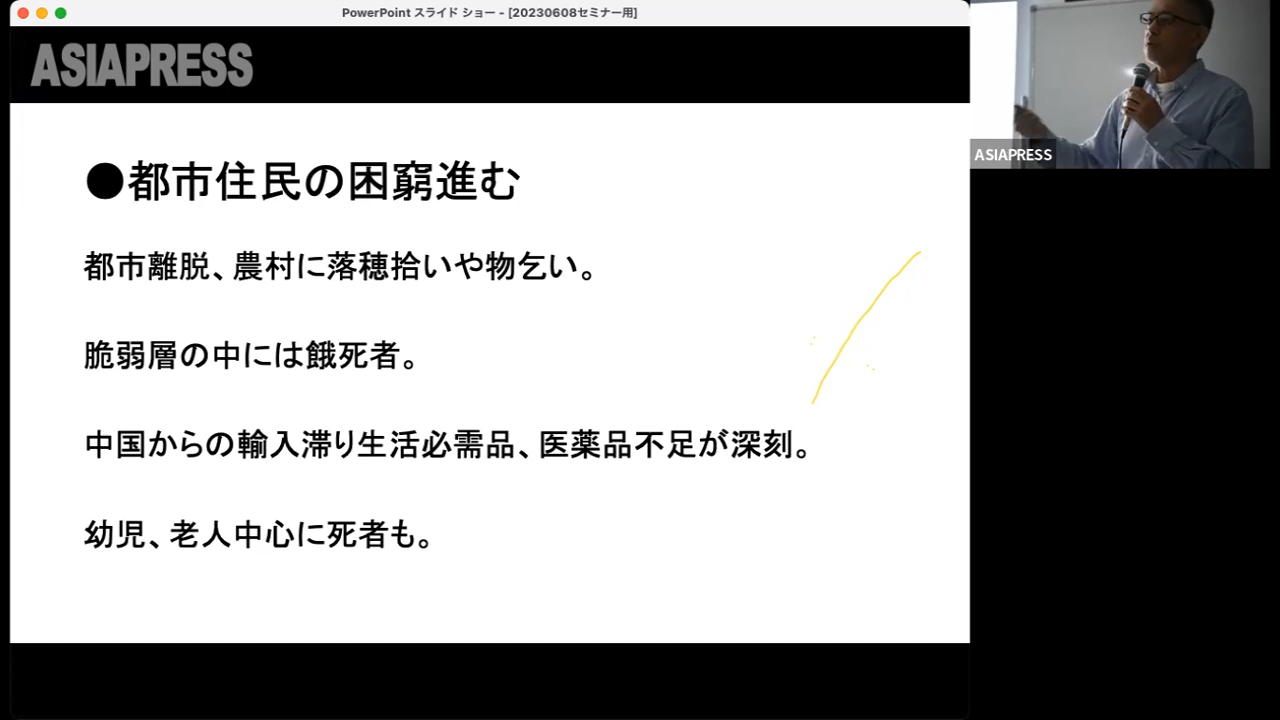 PowerPoint スライド ショー - [20230608セミナー用]
ASIAPRESS
ASIAPRESS
●都市住民の困窮進む
都市離脱、農村に落穂拾いや物乞い。
脆弱層の中には餓死者。
中国からの輸入滞り生活必需品、医薬品不足が深刻。
幼児、老人中心に死者も。